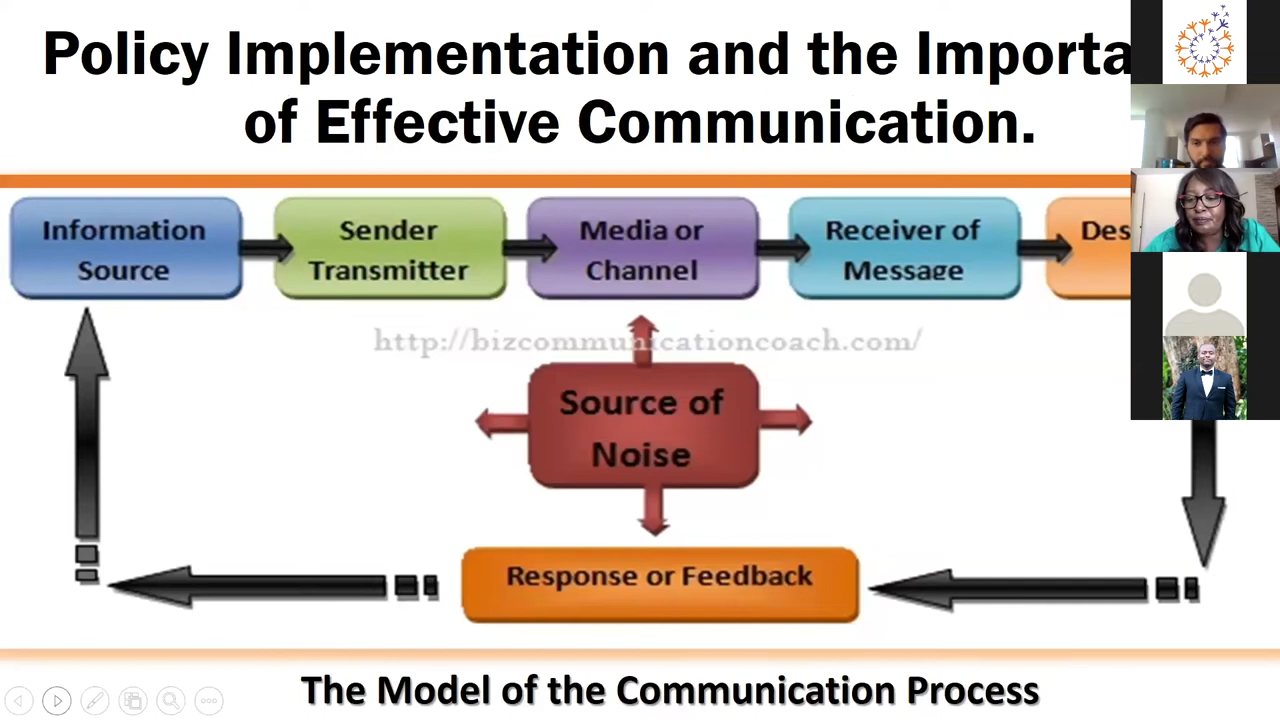 Policy Implementation and the Importa
of Effective Communication.
Information
Source
Sender
Transmitter
Media or
Channel
Receiver of
Message
Des
http://bizcommunicationcoach.com/
Source of
Noise
Response or Feedback
The Model of the Communication Process